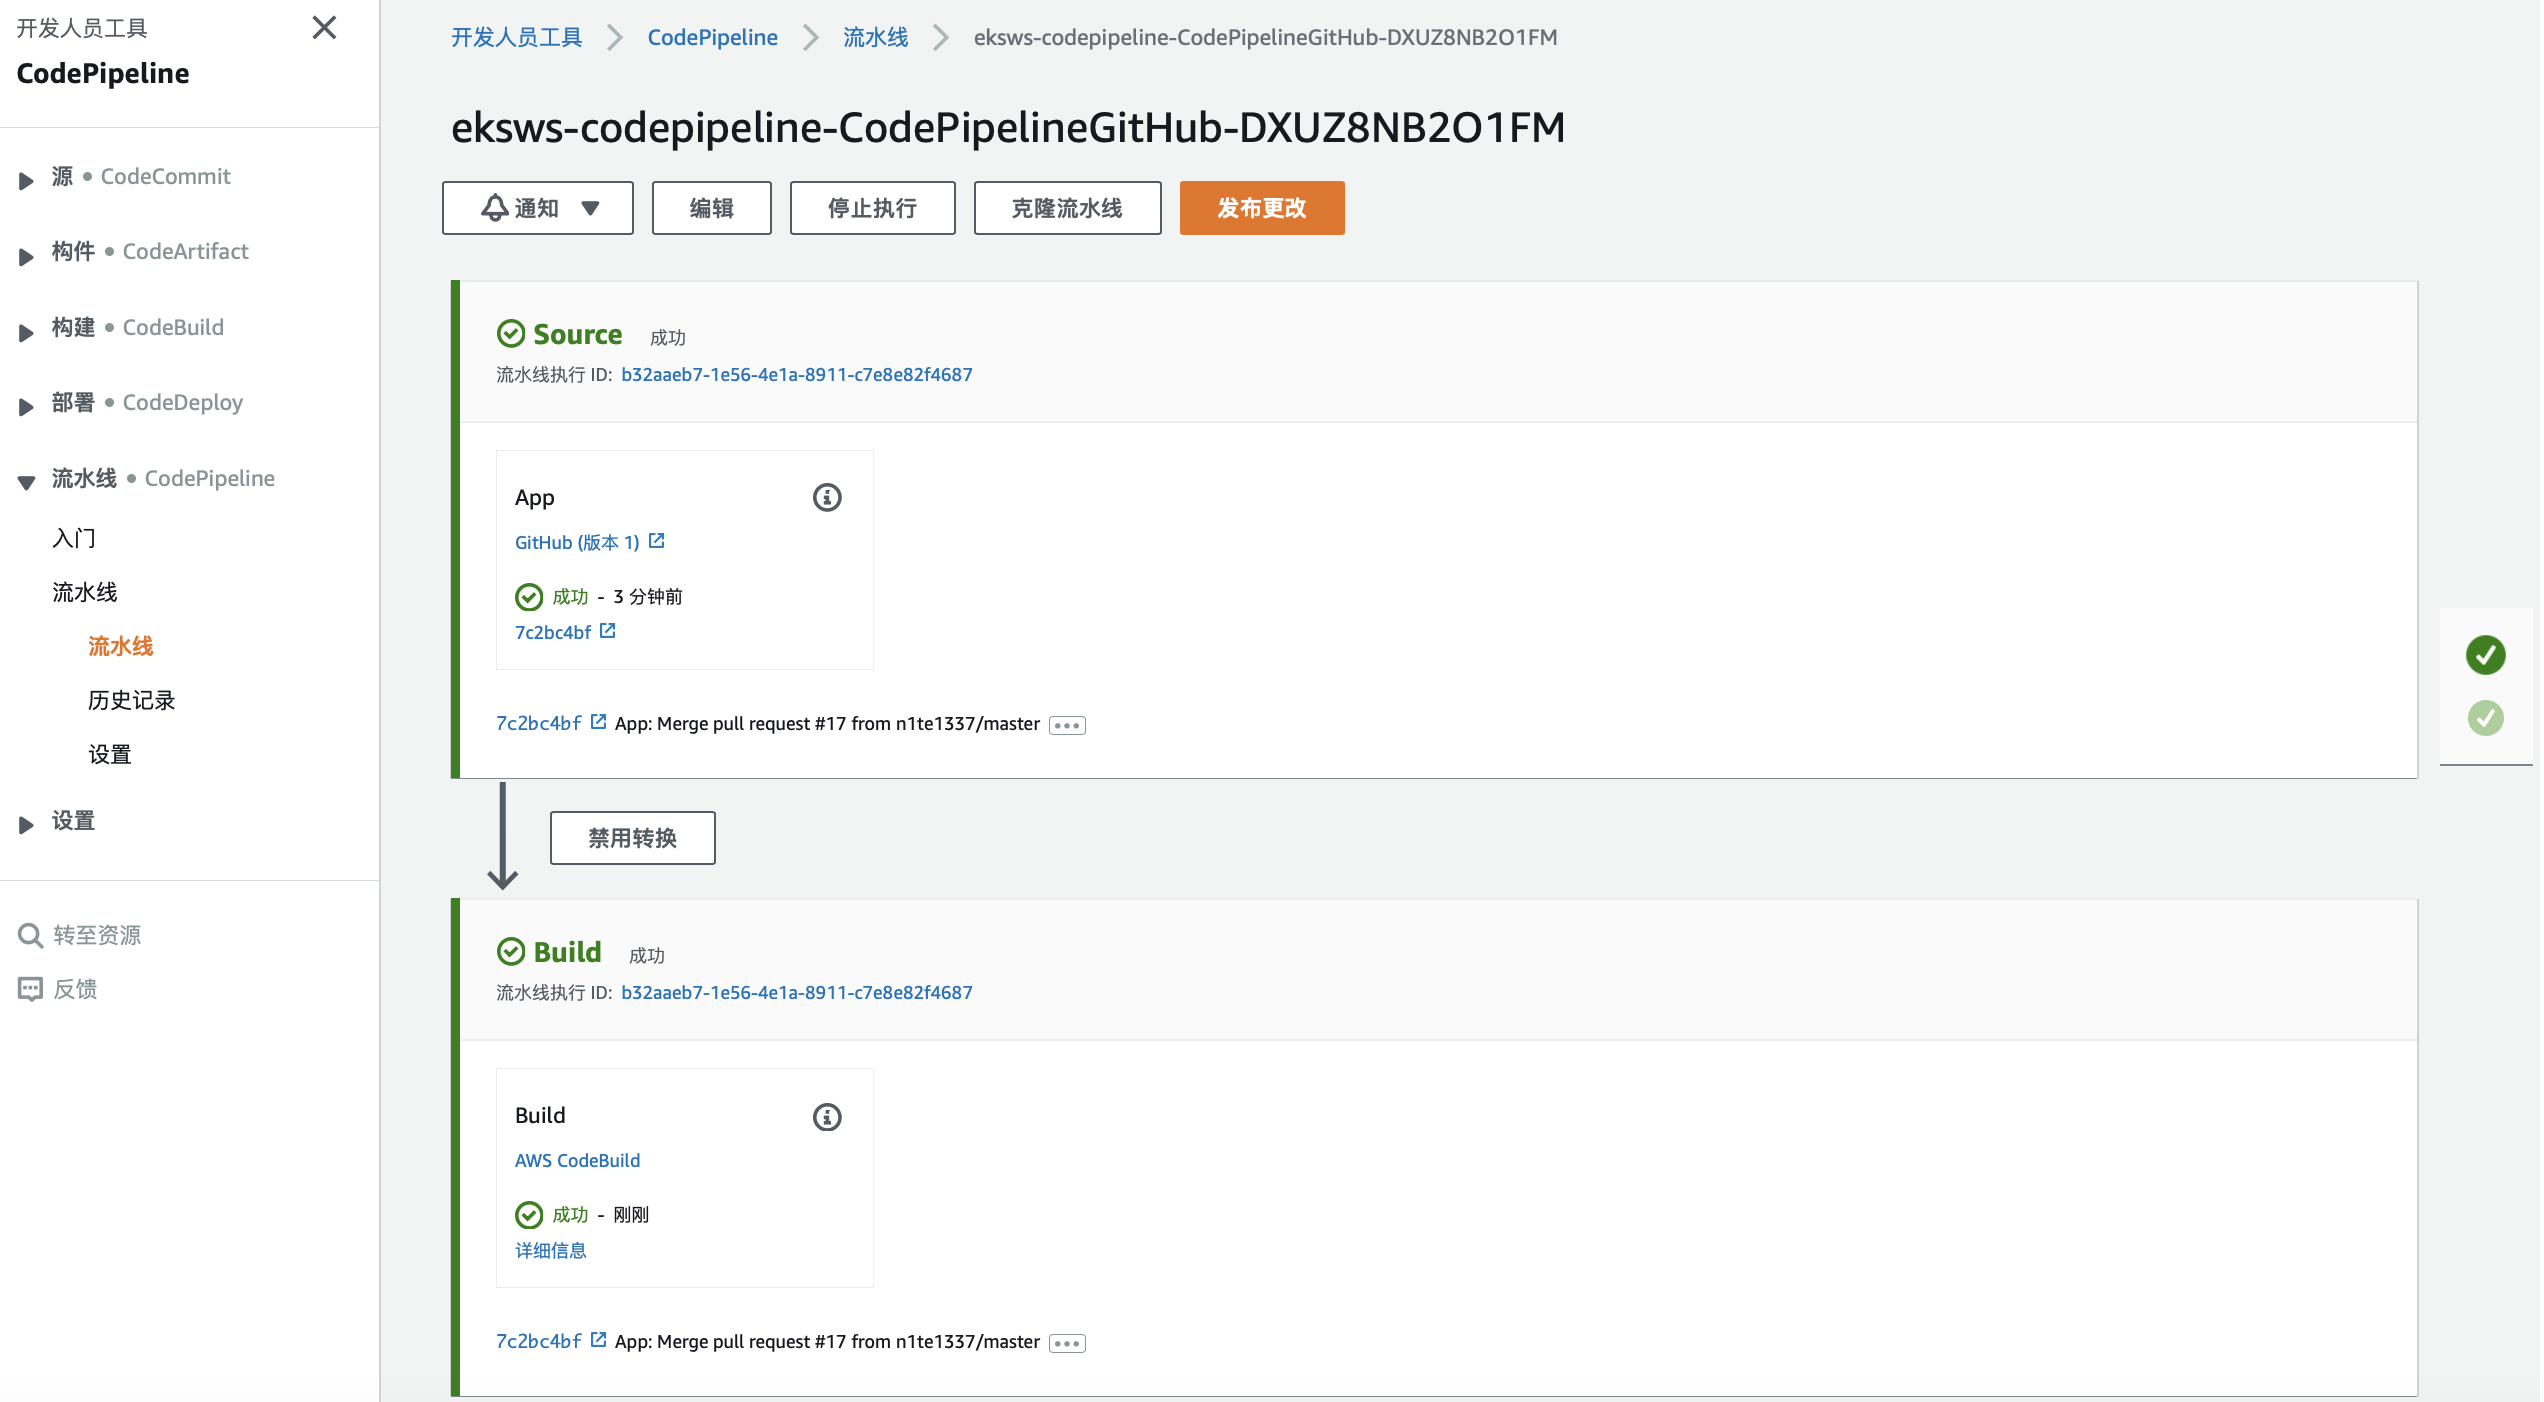 开发人员工具
CodePipeline
源 • CodeCommit
构件 • CodeArtifact
构建 • CodeBuild
部署 • CodeDeploy
流水线 • CodePipeline
入门
流水线
流水线
历史记录
设置
设置
转至资源
反馈
开发人员工具 > CodePipeline > 流水线 > eksws-codepipeline-CodePipelineGitHub-DXUZ8NB2O1FM
eksws-codepipeline-CodePipelineGitHub-DXUZ8NB2O1FM
通知 编辑 停止执行 克隆流水线 发布更改
Source 成功
流水线执行 ID: b32aaeb7-1e56-4e1a-8911-c7e8e82f4687
App
GitHub (版本 1)
成功 - 3 分钟前
7c2bc4bf
7c2bc4bf App: Merge pull request #17 from n1te1337/master
禁用转换
Build 成功
流水线执行 ID: b32aaeb7-1e56-4e1a-8911-c7e8e82f4687
Build
AWS CodeBuild
成功 - 刚刚
详细信息
7c2bc4bf App: Merge pull request #17 from n1te1337/master